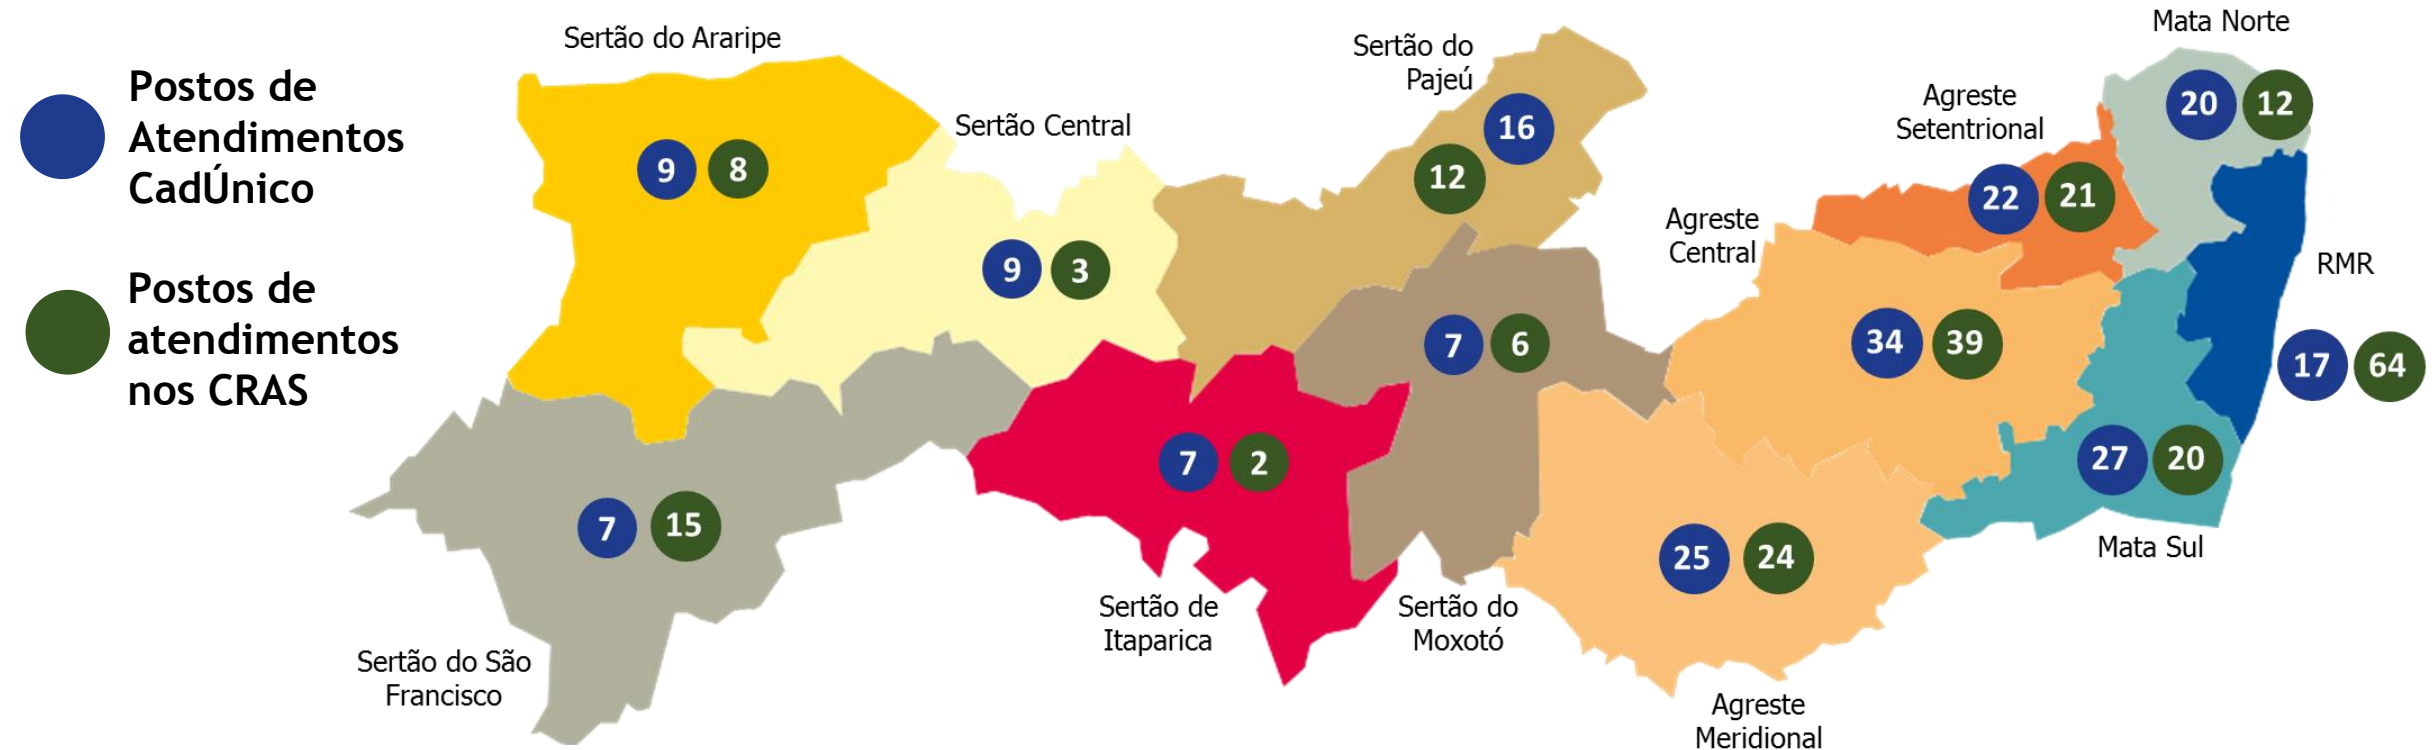 Postos de
Atendimentos
CadÚnico
Postos de
atendimentos
nos CRAS
Sertão do Araripe
9 8
Sertão Central
9 3
Sertão do
Pajeú
16
12
Mata Norte
20 12
Agreste
Setentrional
22 21
Agreste
Central
34 39
RMR
17 64
27 20
Mata Sul
7 6
Sertão do
Moxotó
7 2
Sertão de
Itaparica
7 15
Sertão do São
Francisco
25 24
Agreste
Meridional